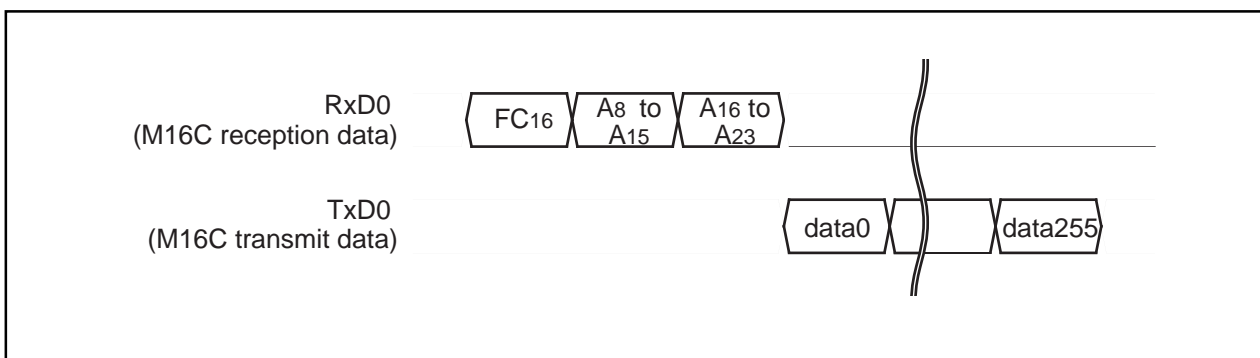 RxD0
(M16C reception data)
FC16
A8 to
A15
A16 to
A23
TxD0
(M16C transmit data)
data0
data255